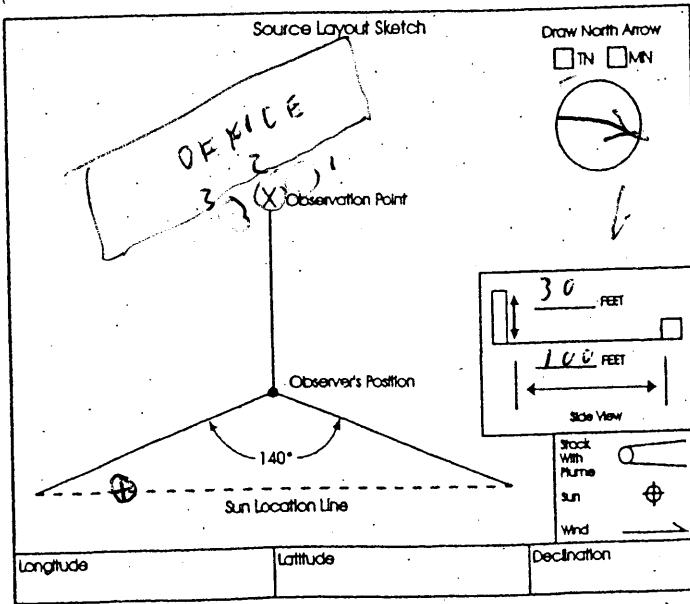 Source Layout Sketch
Draw North Arrow
TN MN
OFFICE
3 2 1
X Observation Point
30 FEET
100 FEET
Side View
Observer's Position
140°
Sun Location Line
Stack
With
Plume
Sun
Wind
Longitude Latitude Declination